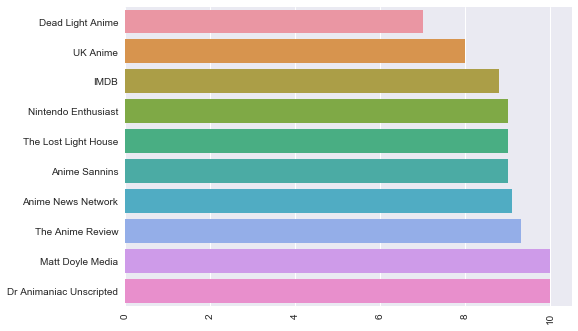 Dead Light Anime
UK Anime
IMDB
Nintendo Enthusiast
The Lost Light House
Anime Sannins
Anime News Network
The Anime Review
Matt Doyle Media
Dr Animaniac Unscripted
0 2 4 6 8 10